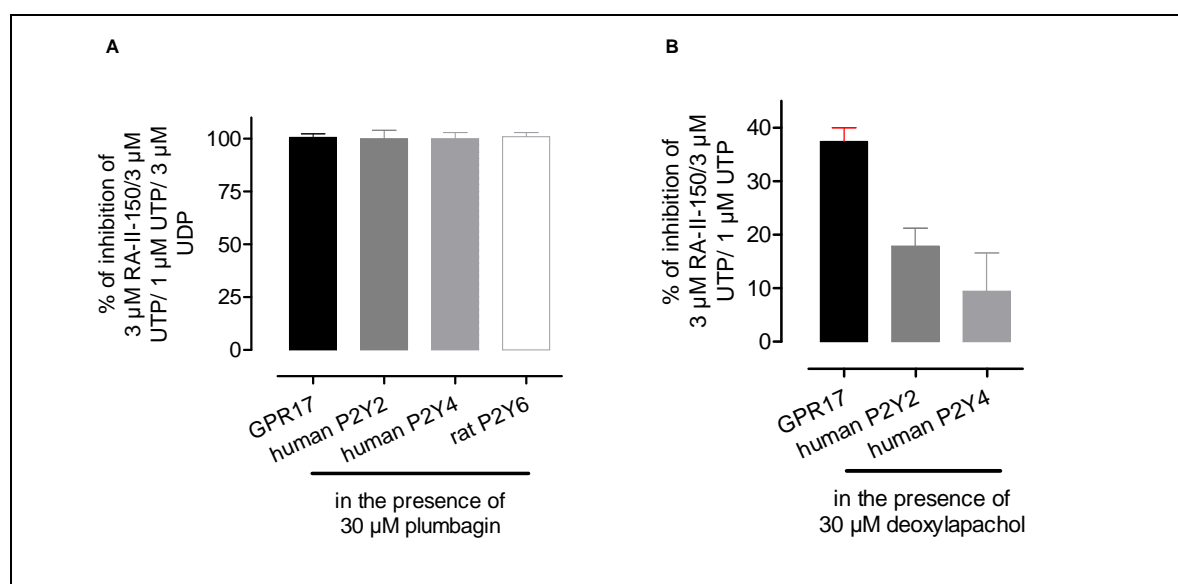 A
% of inhibition of
3 µM RA-II-150/3 µM
UTP/ 1 µM UTP/ 3 µM
UDP
100
75
50
25
0
GPR17
human P2Y2
human P2Y4
rat P2Y6
in the presence of
30 µM plumbagin
B
% of inhibition of
3 µM RA-II-150/3 µM
UTP/ 1 µM UTP
40
30
20
10
0
GPR17
human P2Y2
human P2Y4
in the presence of
30 µM deoxylapachol